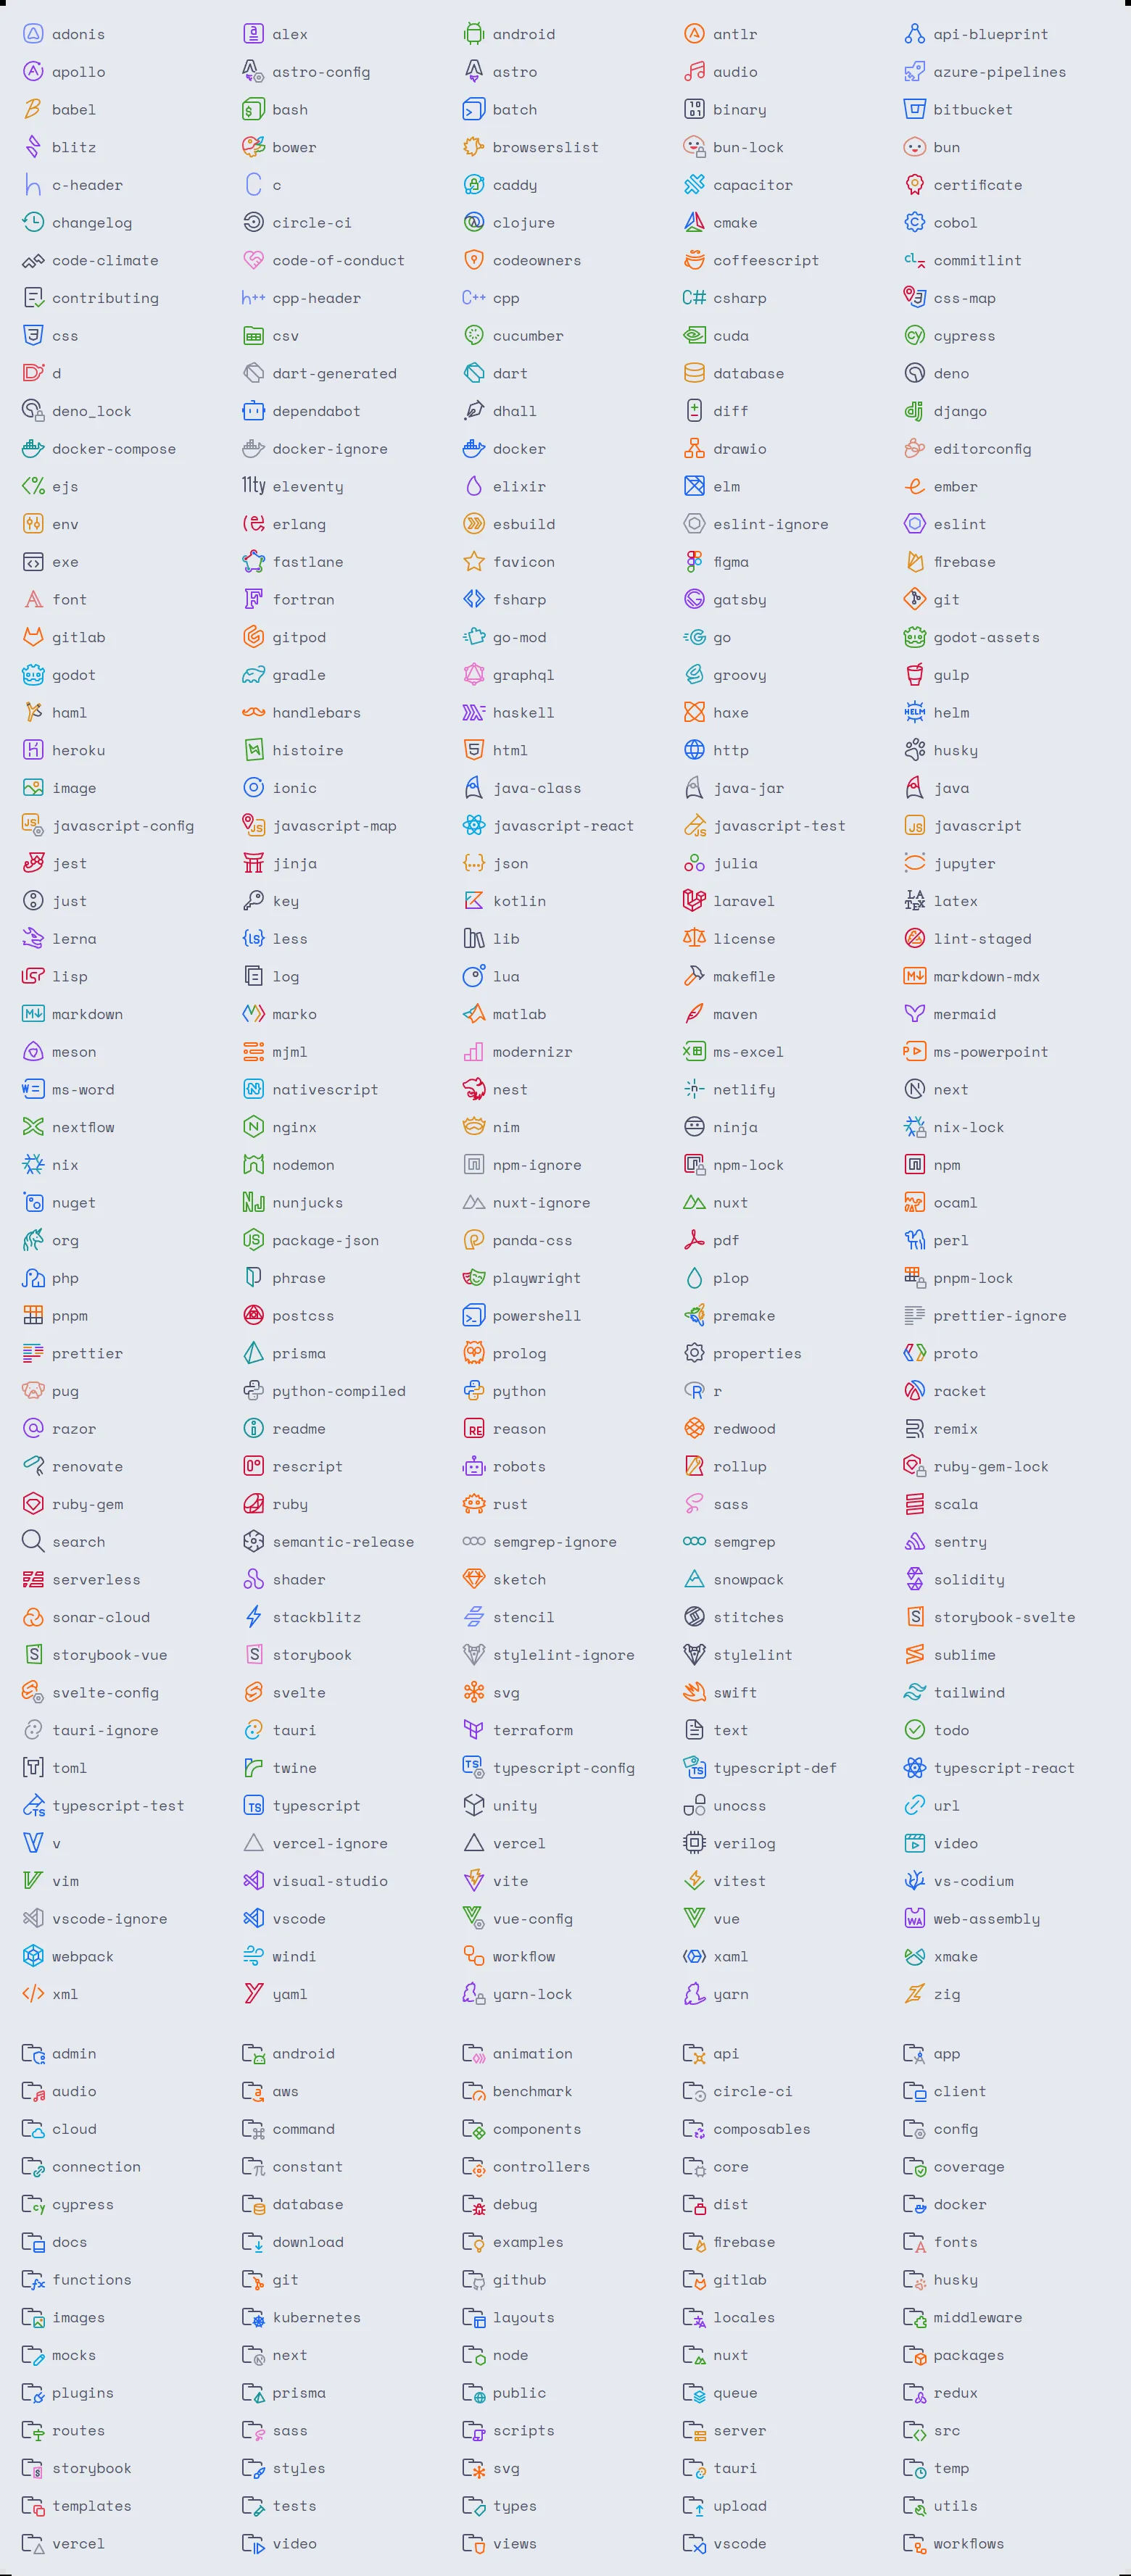 adonis alex android antlr api-blueprint
apollo astro-config astro audio azure-pipelines
babel bash batch binary bitbucket
blitz bower browserslist bun-lock bun
c-header c caddy capacitor certificate
changelog circle-ci clojure cmake cobol
code-climate code-of-conduct codeowners coffeescript commitlint
contributing cpp-header cpp csharp css-map
css csv cucumber cuda cypress
d dart-generated dart database deno
deno_lock dependabot dhall diff django
docker-compose docker-ignore docker drawio editorconfig
ejs eleventy elixir elm ember
env erlang esbuild eslint-ignore eslint
exe fastlane favicon figma firebase
font fortran fsharp gatsby git
gitlab gitpod go-mod go godot-assets
godot gradle graphql groovy gulp
haml handlebars haskell haxe helm
heroku histoire html http husky
image ionic java-class java-jar java
javascript-config javascript-map javascript-react javascript-test javascript
jest jinja json julia jupyter
just key kotlin laravel latex
lerna less lib license lint-staged
lisp log lua makefile markdown-mdx
markdown marko matlab maven mermaid
meson mjml modernizr ms-excel ms-powerpoint
ms-word nativescript nest netlify next
nextflow nginx nim ninja nix-lock
nix nodemon npm-ignore npm-lock npm
nuget nunjucks nuxt-ignore nuxt ocaml
org package-json panda-css pdf perl
php phrase playwright plop pnpm-lock
pnpm postcss powershell premake prettier-ignore
prettier prisma prolog properties proto
pug python-compiled python r racket
razor readme reason redwood remix
renovate rescript robots rollup ruby-gem-lock
ruby-gem ruby rust sass scala
search semantic-release semgrep-ignore semgrep sentry
serverless shader sketch snowpack solidity
sonar-cloud stackblitz stencil stitches storybook-svelte
storybook-vue storybook stylelint-ignore stylelint sublime
svelte-config svelte svg swift tailwind
tauri-ignore tauri terraform text todo
toml twine typescript-config typescript-def typescript-react
typescript-test typescript unity unocss url
v vercel-ignore vercel verilog video
vim visual-studio vite vitest vs-codium
vscode-ignore vscode vue-config vue web-assembly
webpack windi workflow xaml xmake
xml yaml yarn-lock yarn zig
admin android animation api app
audio aws benchmark circle-ci client
cloud command components composables config
connection constant controllers core coverage
cypress database debug dist docker
docs download examples firebase fonts
functions git github gitlab husky
images kubernetes layouts locales middleware
mocks next node nuxt packages
plugins prisma public queue redux
routes sass scripts server src
storybook styles svg tauri temp
templates tests types upload utils
vercel video views vscode workflows